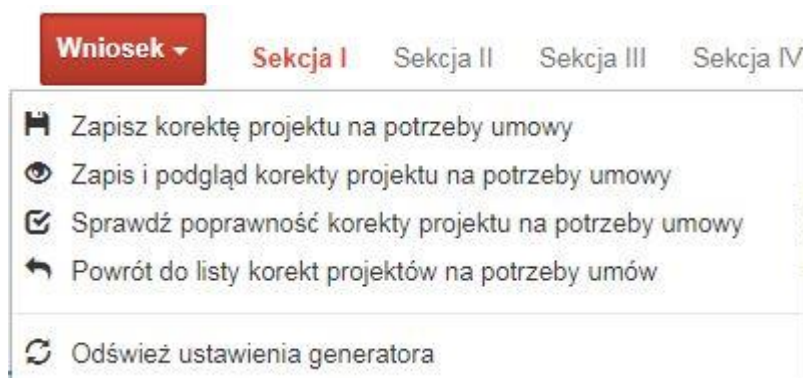 Wniosek Sekcja I Sekcja II Sekcja III Sekcja IV
Zapisz korektę projektu na potrzeby umowy
Zapis i podgląd korekty projektu na potrzeby umowy
Sprawdź poprawność korekty projektu na potrzeby umowy
Powrót do listy korekt projektów na potrzeby umów
Odśwież ustawienia generatora